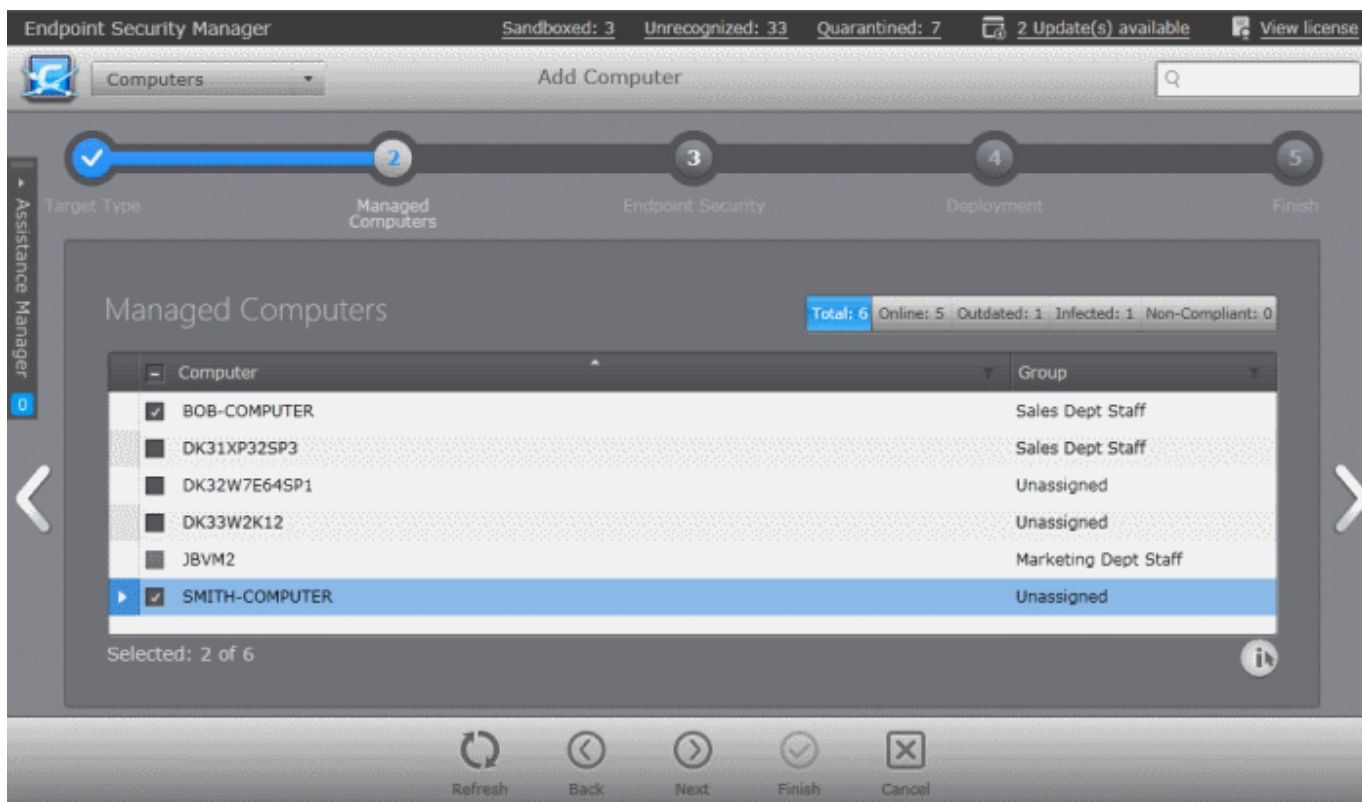 Endpoint Security Manager Sandboxed: 3 Unrecognized: 33 Quarantined: 7 2 Update(s) available View license
Computers Add Computer
2 3 4 5
Target Type Managed Computers Endpoint Security Deployment Finish
Assistance Manager
0
Managed Computers
Total: 6 Online: 5 Outdated: 1 Infected: 1 Non-Compliant: 0
Computer Group
BOB-COMPUTER Sales Dept Staff
DK31XP32SP3 Sales Dept Staff
DK32W7E64SP1 Unassigned
DK33W2K12 Unassigned
JBVM2 Marketing Dept Staff
SMITH-COMPUTER Unassigned
Selected: 2 of 6
Refresh Back Next Finish Cancel